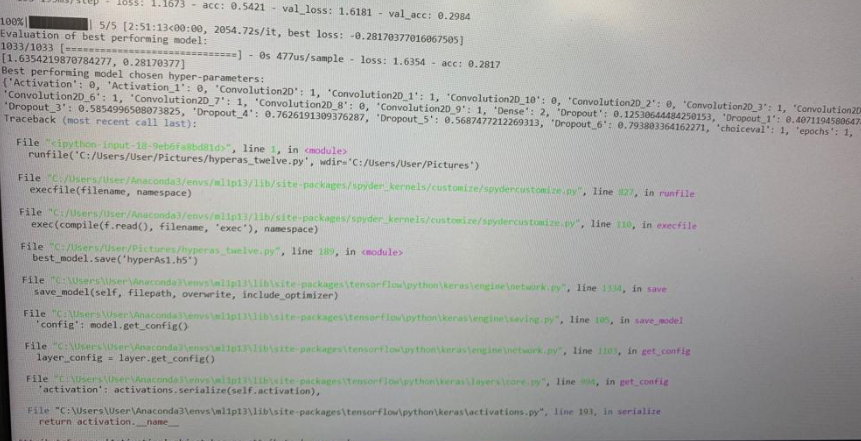 loss: 1.1673 - acc: 0.5421 - val_loss: 1.6181 - val_acc: 0.2984
100%| | 5/5 [2:51:13<00:00, 2054.72s/it, best loss: -0.28170377016067505]
Evaluation of best performing model:
1033/1033 [==============================] - 0s 477us/sample - loss: 1.6354 - acc: 0.2817
[1.6354219870784277, 0.28170377]
Best performing model chosen hyper-parameters:
{'Activation': 0, 'Activation_1': 0, 'Convolution2D': 1, 'Convolution2D_1': 1, 'Convolution2D_10': 0, 'Convolution2D_2': 0, 'Convolution2D_3': 1, 'Convolution2D
'Convolution2D_6': 1, 'Convolution2D_7': 1, 'Convolution2D_8': 0, 'Convolution2D_9': 1, 'Dense': 2, 'Dropout': 0.12530644484250153, 'Dropout_1':
'Dropout_3': 0.5854996508073825, 'Dropout_4': 0.7626191309376287, 'Dropout_5': 0.5687477212269313, 'Dropout_6': 0.793803364162271, 'choiceval': 1, 'epochs': 1,
Traceback (most recent call last):
File "<ipython-input-18-9eb6fa8bd81d>", line 1, in <module>
runfile('C:/Users/User/Pictures/hyperas_twelve.py', wdir='C:/Users/User/Pictures')
File "C:/Users/User/Anaconda3/envs/ml1p13/lib/site-packages/spyder_kernels/customize/spydercustomize.py", line 827, in runfile
execfile(filename, namespace)
File "C:/Users/User/Anaconda3/envs/ml1p13/lib/site-packages/spyder_kernels/customize/spydercustomize.py", line 110, in execfile
exec(compile(f.read(), filename, 'exec'), namespace)
File "C:/Users/User/Pictures/hyperas_twelve.py", line 189, in <module>
best_model.save('hyperAs1.h5')
File "C:\Users\User\Anaconda3\envs\ml1p13\lib\site-packages\tensorflow\python\keras\engine\network.py", line 1334, in save
save_model(self, filepath, overwrite, include_optimizer)
File "C:\Users\User\Anaconda3\envs\ml1p13\lib\site-packages\tensorflow\python\keras\engine\saving.py", line 105, in save_model
'config': model.get_config()
File "C:\Users\User\Anaconda3\envs\ml1p13\lib\site-packages\tensorflow\python\keras\engine\network.py", line 1103, in get_config
layer_config = layer.get_config()
File "C:\Users\User\Anaconda3\envs\ml1p13\lib\site-packages\tensorflow\python\keras\layers\core.py", line in get_config
'activation': activations.serialize(self.activation),
File "C:\Users\User\Anaconda3\envs\ml1p13\lib\site-packages\tensorflow\python\keras\activations.py", line 193, in serialize
return activation.__name__